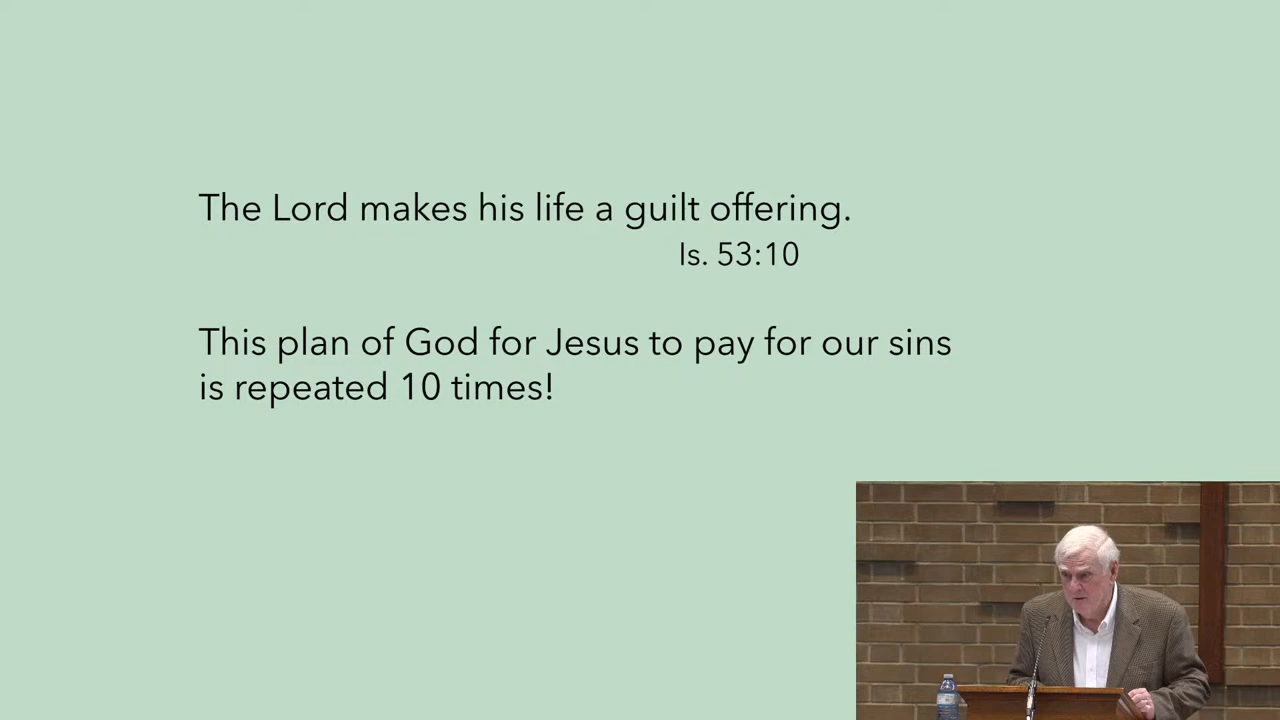 The Lord makes his life a guilt offering.
Is. 53:10
This plan of God for Jesus to pay for our sins
is repeated 10 times!